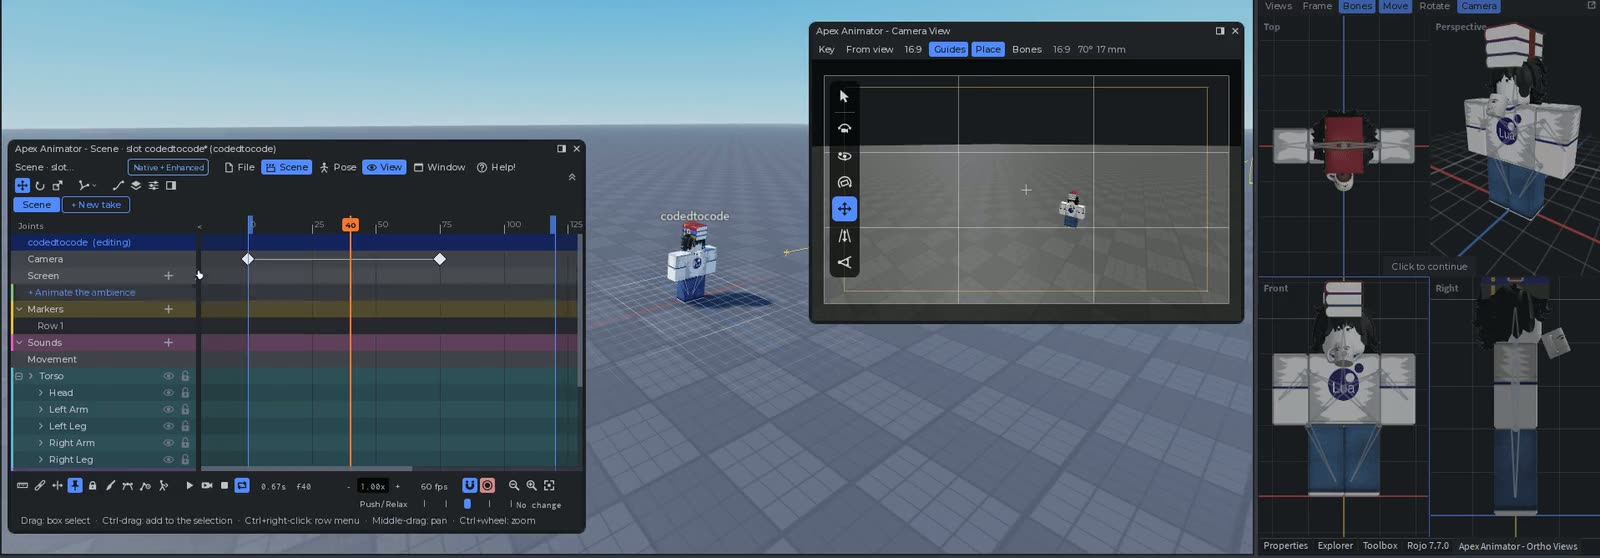 Apex Animator - Scene · slot codedtocode* (codedtocode)
Scene · slot... Native + Enhanced File Scene Pose View Window Help!
Scene + New take
Joints < 25 40 50 75 100 125
codedtocode (editing)
Camera
Screen +
+ Animate the ambience
Markers +
Row 1
Sounds +
Movement
Torso
Head
Left Arm
Left Leg
Right Arm
Right Leg
0.67s f40 - 1.00x + 60 fps
Push/Relax No change
Drag: box select · Ctrl-drag: add to the selection · Ctrl+right-click: row menu · Middle-drag: pan · Ctrl+wheel: zoom
codedtocode
Apex Animator - Camera View
Key From view 16:9 Guides Place Bones 16:9 70° 17 mm
Views Frame Bones Move Rotate Camera
Top Perspective
Lua
Click to continue
Front Right
Lua
Properties Explorer Toolbox Rojo 7.7.0 Apex Animator - Ortho Views